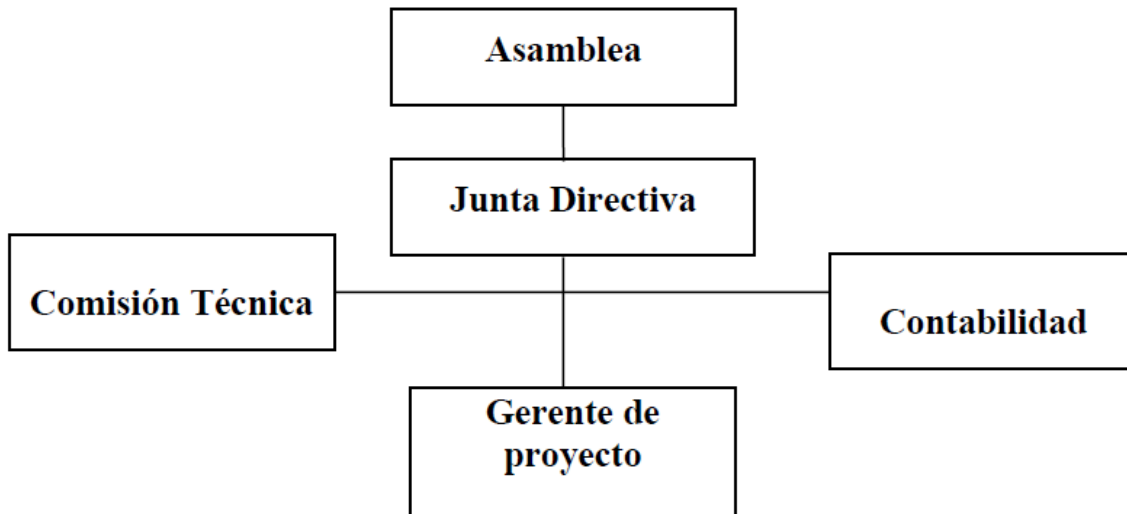 Asamblea
Junta Directiva
Comisión Técnica
Contabilidad
Gerente de
proyecto